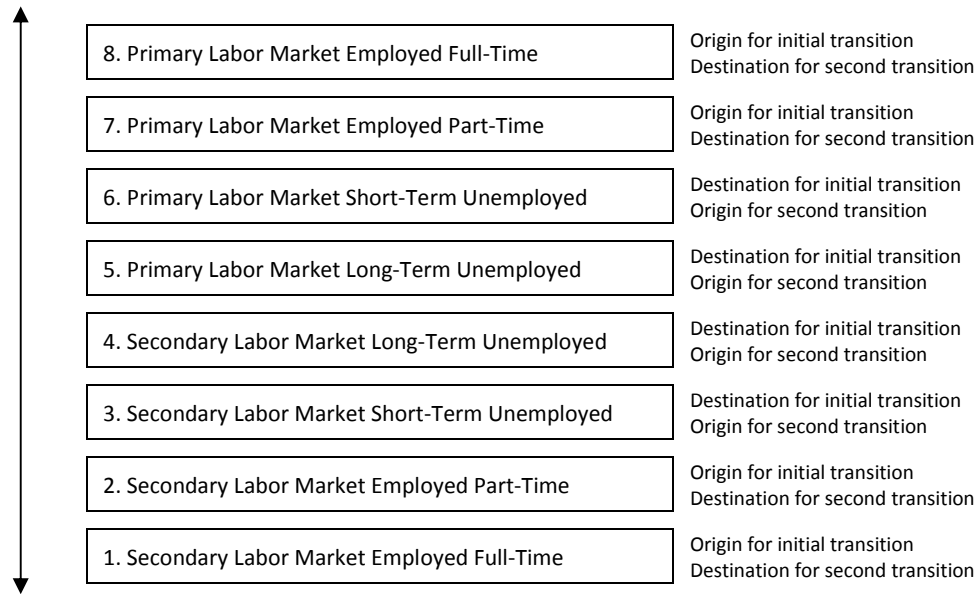 8. Primary Labor Market Employed Full-Time
Origin for initial transition
Destination for second transition
7. Primary Labor Market Employed Part-Time
Origin for initial transition
Destination for second transition
6. Primary Labor Market Short-Term Unemployed
Destination for initial transition
Origin for second transition
5. Primary Labor Market Long-Term Unemployed
Destination for initial transition
Origin for second transition
4. Secondary Labor Market Long-Term Unemployed
Destination for initial transition
Origin for second transition
3. Secondary Labor Market Short-Term Unemployed
Destination for initial transition
Origin for second transition
2. Secondary Labor Market Employed Part-Time
Origin for initial transition
Destination for second transition
1. Secondary Labor Market Employed Full-Time
Origin for initial transition
Destination for second transition